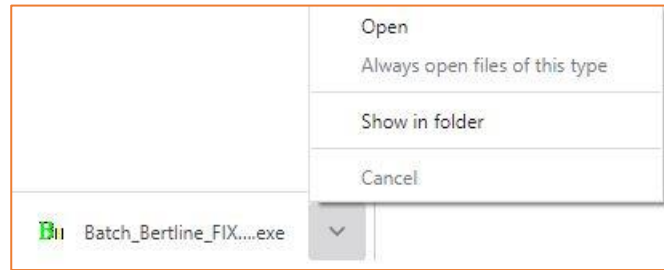 Open
Always open files of this type
Show in folder
Cancel
Batch_Bertline_FIX....exe